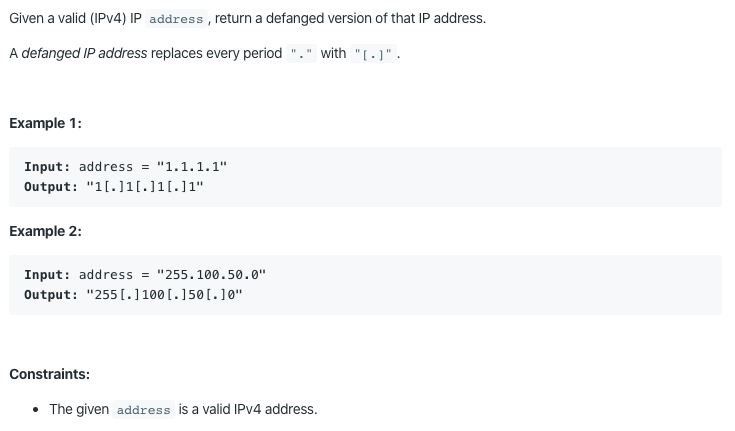 Given a valid (IPv4) IP address, return a defanged version of that IP address.
A defanged IP address replaces every period "." with "[.]".
Example 1:
Input: address = "1.1.1.1"
Output: "1[.]1[.]1[.]1"
Example 2:
Input: address = "255.100.50.0"
Output: "255[.]100[.]50[.]0"
Constraints:
• The given address is a valid IPv4 address.